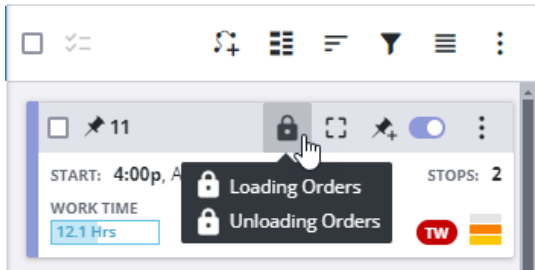 11
START: 4:00p, A
STOPS: 2
Loading Orders
WORK TIME
Unloading Orders
12.1 Hrs
TW